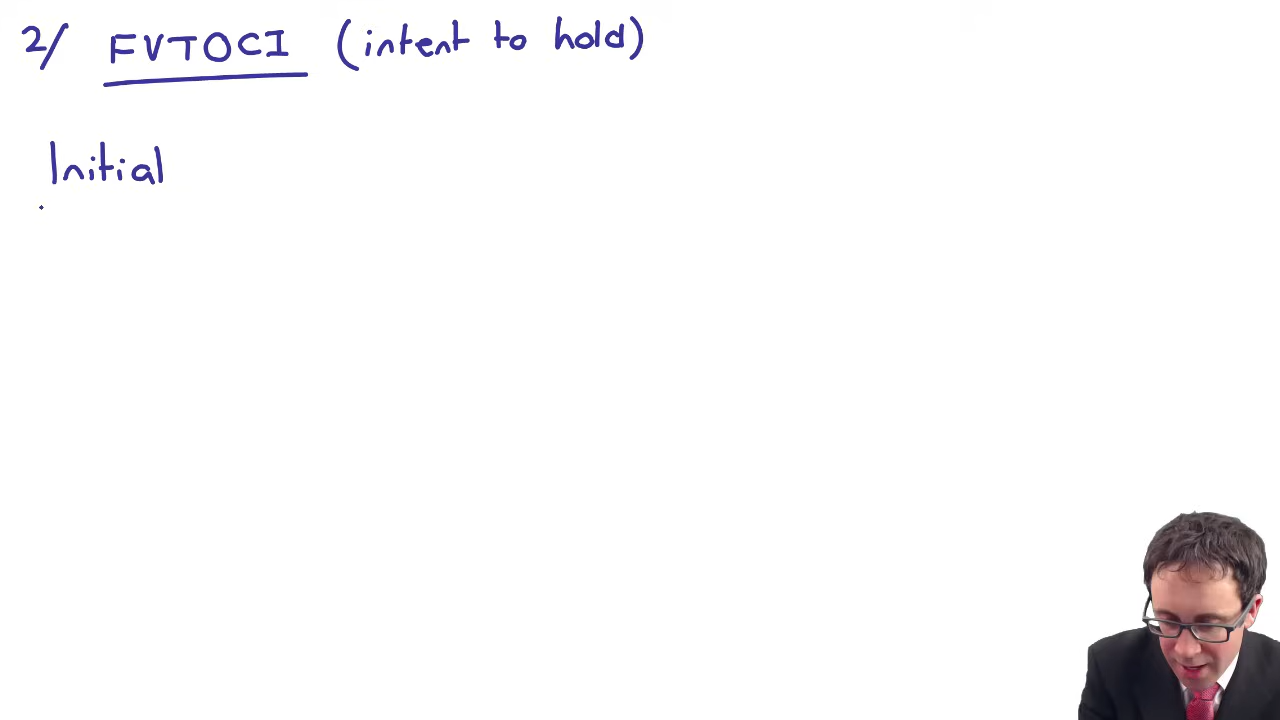 2/ FVTOCI (intent to hold)
Initial